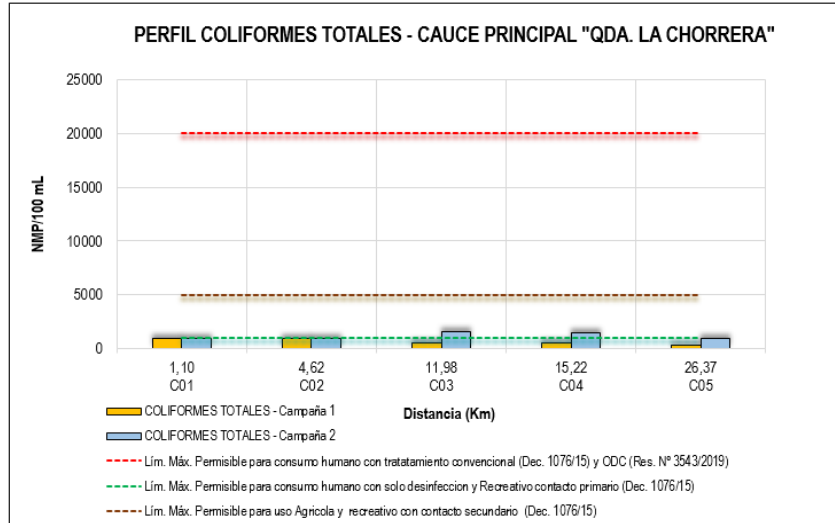 PERFIL COLIFORMES TOTALES - CAUCE PRINCIPAL "QDA. LA CHORRERA"
25000
20000
15000
10000
5000
0
NMP/100 mL
1,10 4,62 11,98 15,22 26,37
C01 C02 C03 C04 C05
Distancia (Km)
COLIFORMES TOTALES - Campaña 1
COLIFORMES TOTALES - Campaña 2
Lím. Máx. Permisible para consumo humano con tratatamiento convencional (Dec. 1076/15) y ODC (Res. Nº 3543/2019)
Lím. Máx. Permisible para consumo humano con solo desinfeccion y Recreativo contacto primario (Dec. 1076/15)
Lím. Máx. Permisible para uso Agricola y recreativo con contacto secundario (Dec. 1076/15)